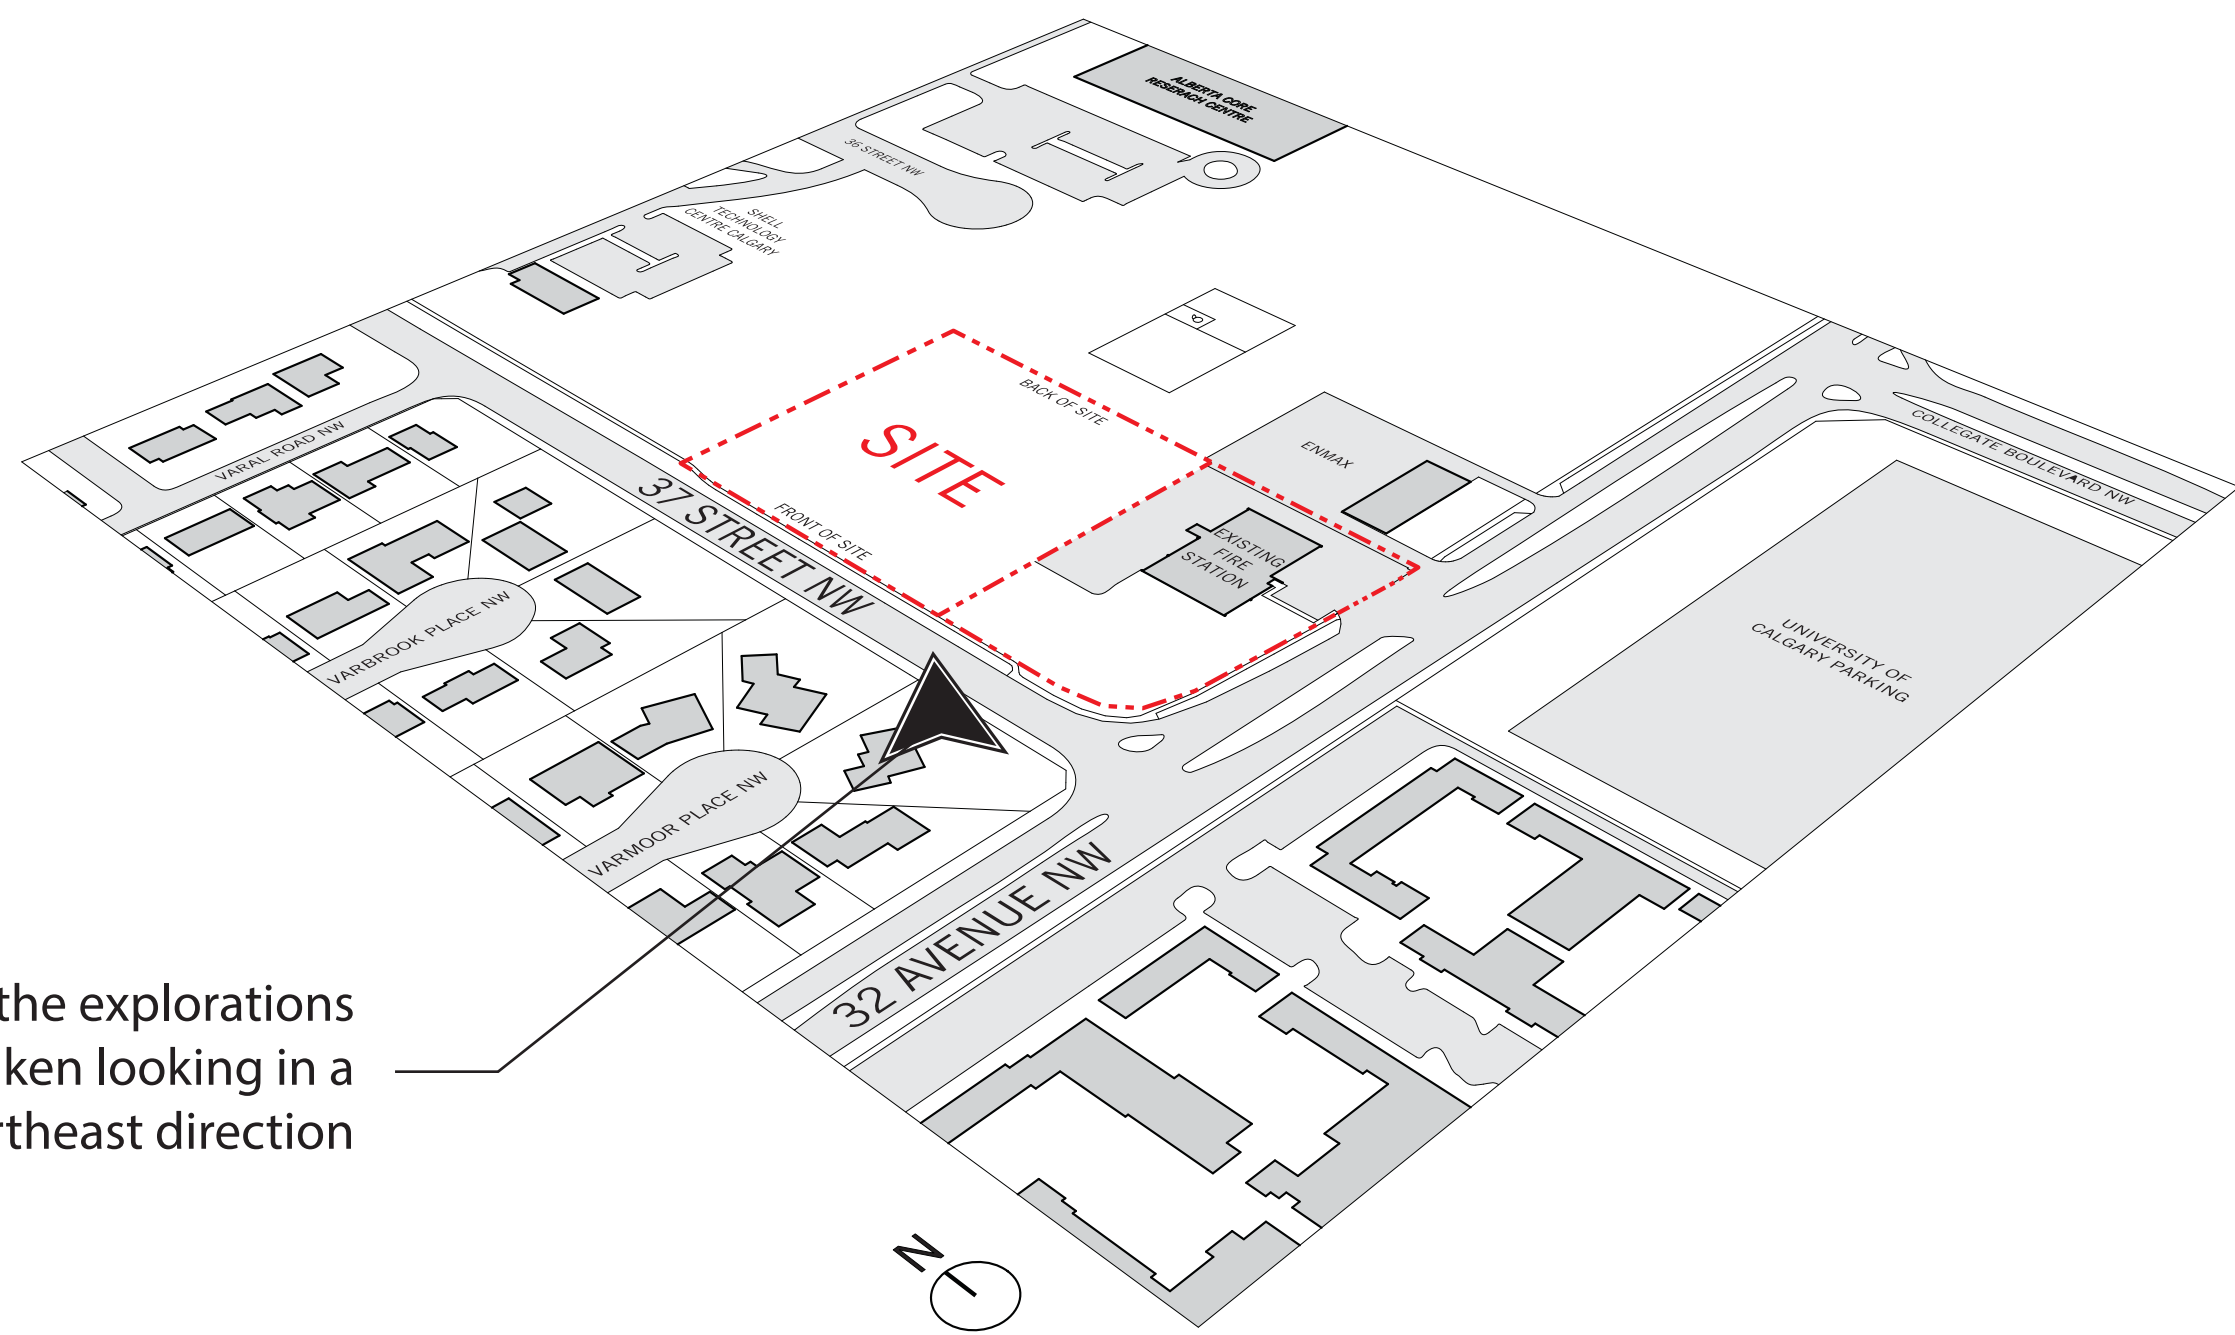 ALBERTA CORE
RESERACH CENTRE
36 STREET NW
SHELL
TECHNOLOGY
CENTRE CALGARY
BACK OF SITE
SITE
ENMAX
COLLEGATE BOULEVARD NW
VARAL ROAD NW
37 STREET NW
FRONT OF SITE
EXISTING
FIRE
STATION
UNIVERSITY OF
CALGARY PARKING
VARBROOK PLACE NW
VARMOOR PLACE NW
32 AVENUE NW
the explorations
ken looking in a
rtheast direction
N